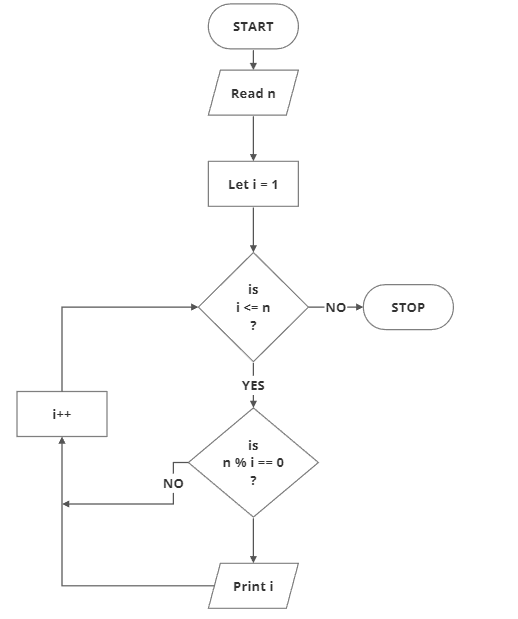 START
Read n
Let i = 1
is
i <= n
?
NO
STOP
YES
i++
is
n % i == 0
?
NO
Print i